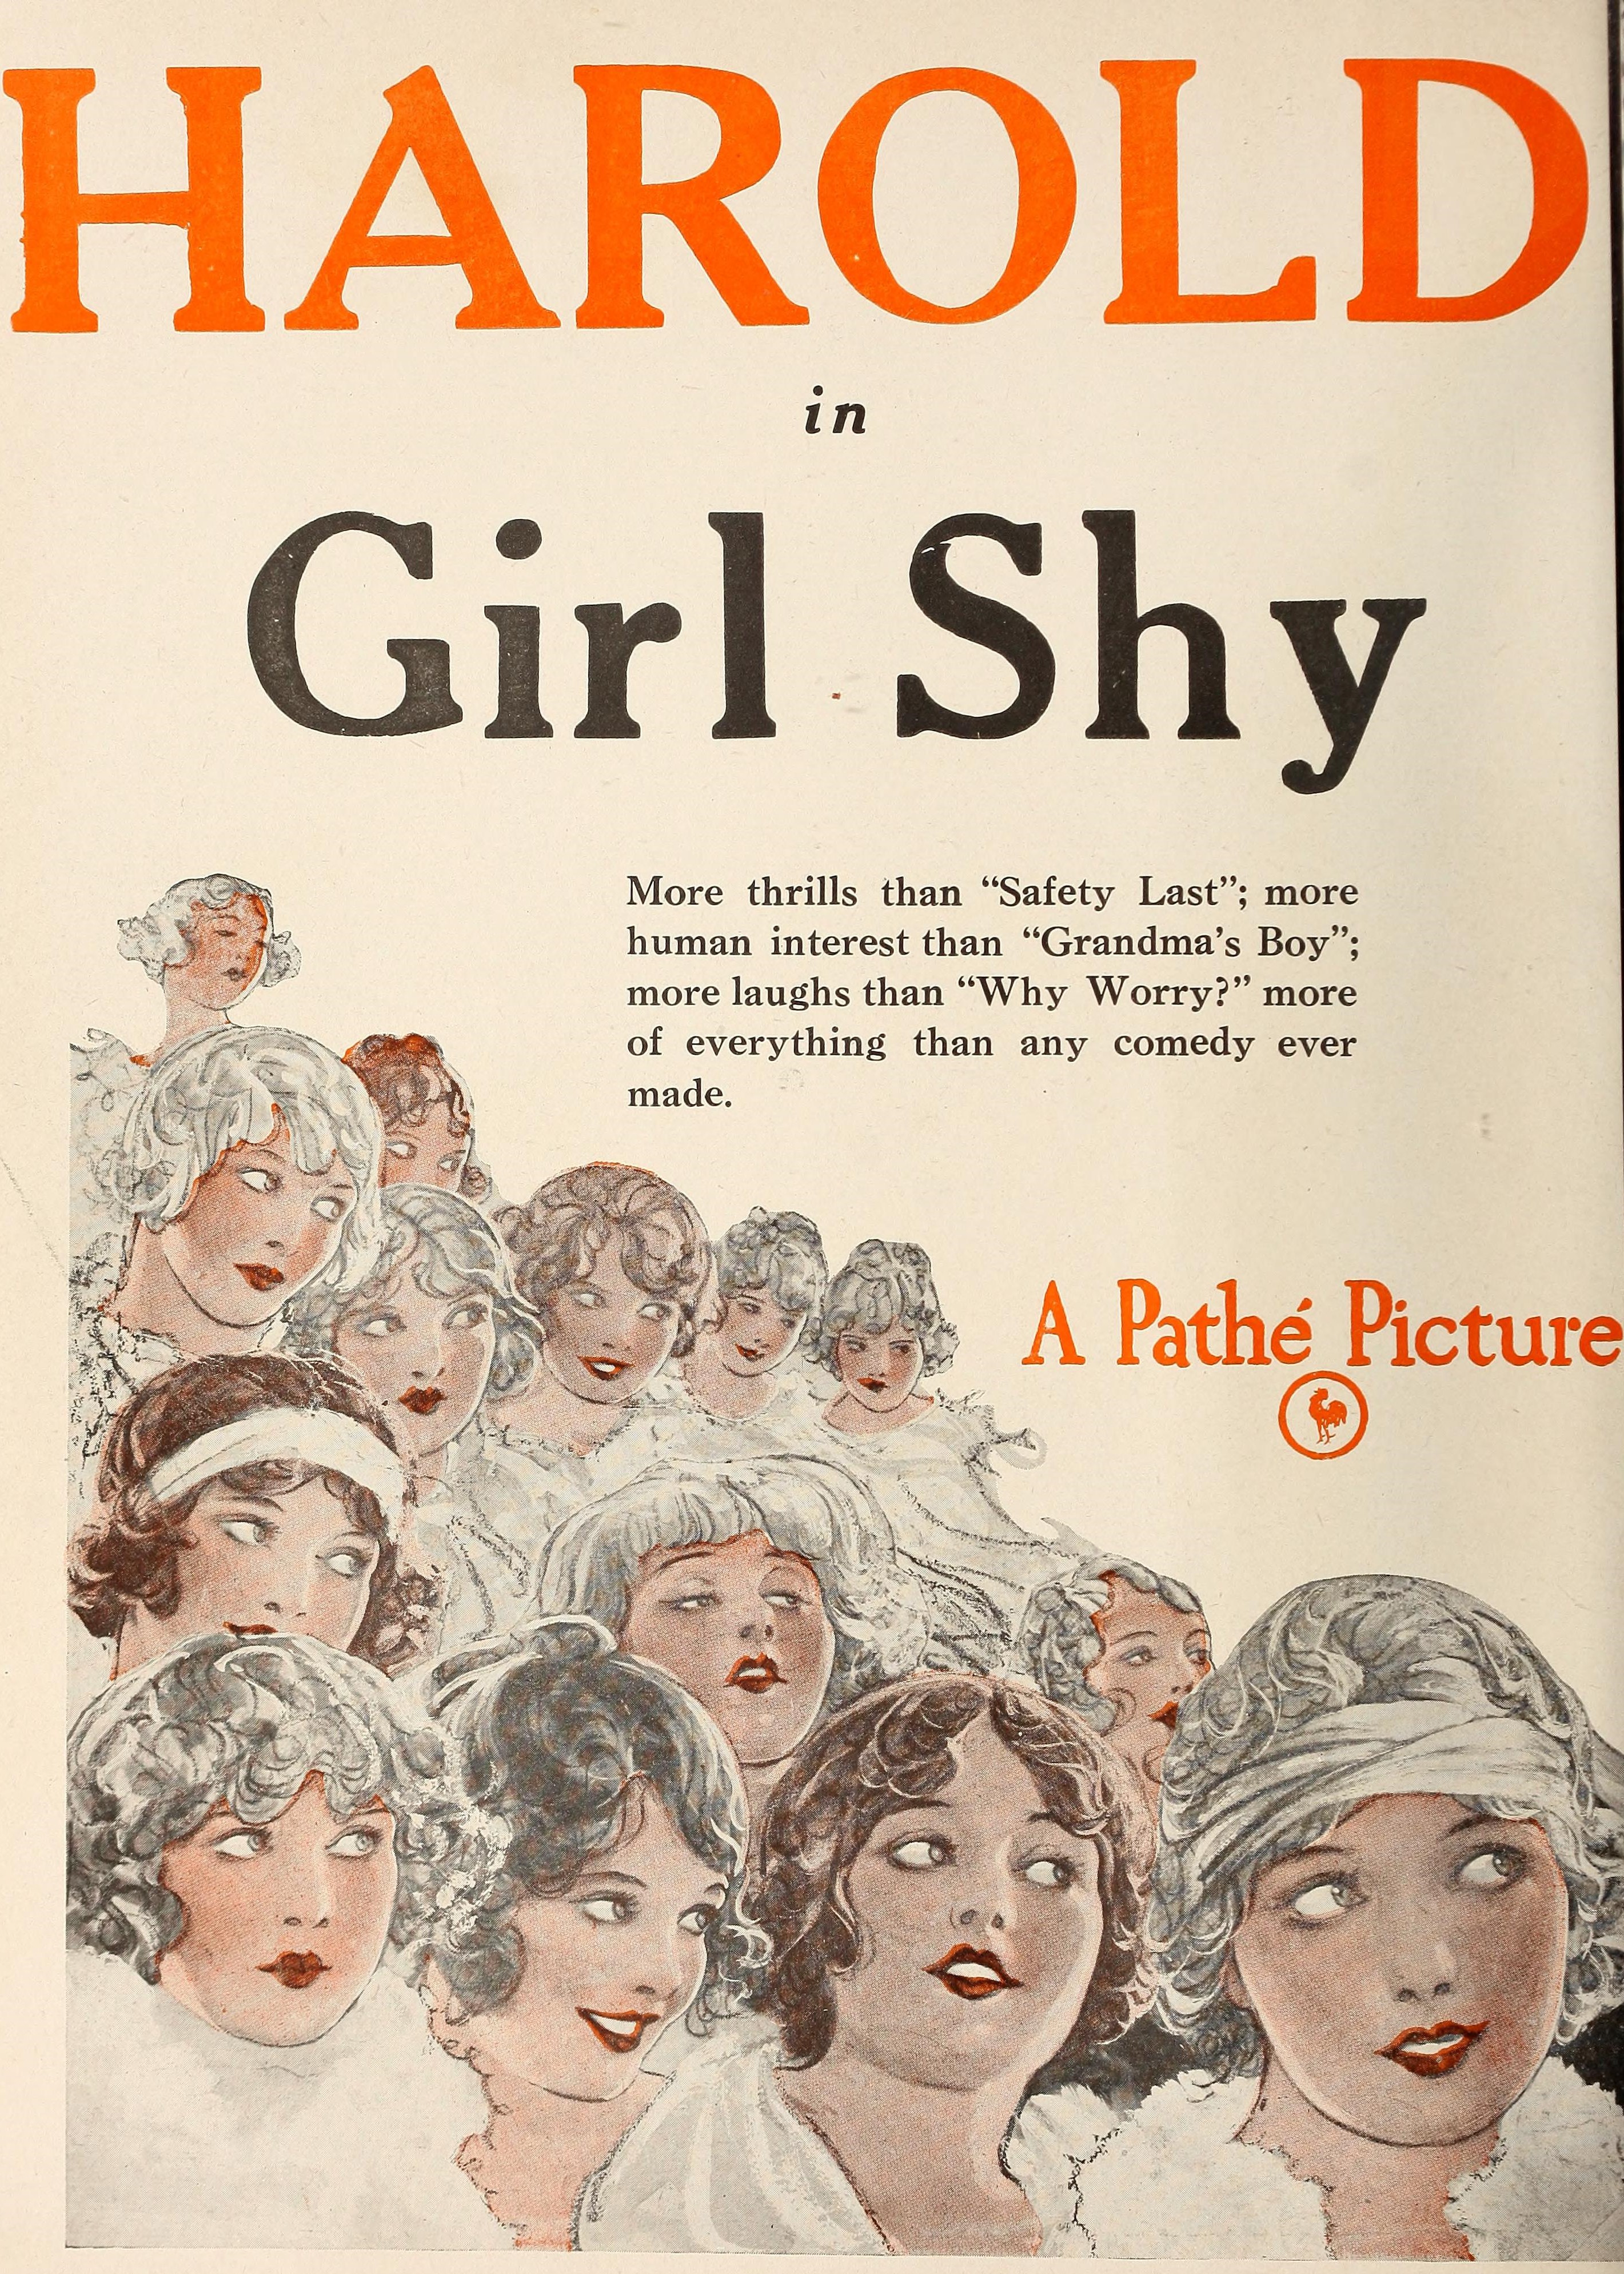 HAROLD
in
Girl Shy
More thrills than “Safety Last”; more
human interest than “Grandma’s Boy”;
more laughs than “Why Worry?” more
of everything than any comedy ever
made.
A Pathé Picture